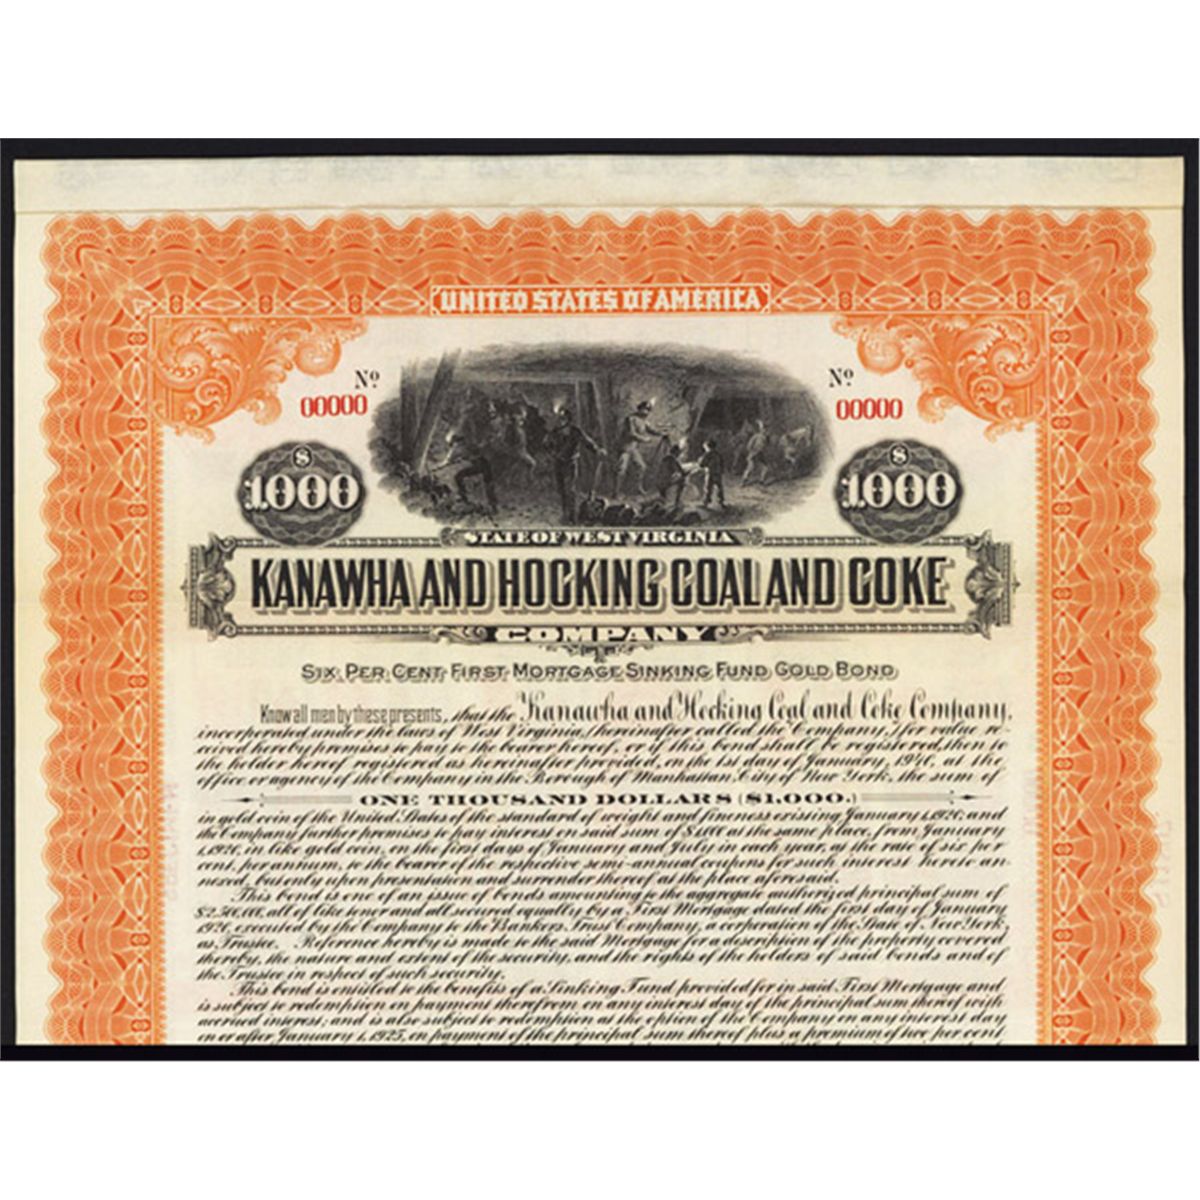 UNITED STATES OF AMERICA
Nº Nº
00000 00000
$ $
1.000 1.000
STATE OF WEST VIRGINIA
KANAWHA AND HOCKING COAL AND COKE
COMPANY
SIX PER CENT FIRST MORTGAGE SINKING FUND GOLD BOND
Know all men by these presents, that the Kanawha and Hocking Coal and Coke Company,
incorporated under the laws of West Virginia, (hereinafter called the Company,) for value re-
ceived hereby promises to pay to the bearer hereof, or if this bond shall be registered, then to
the holder hereof registered as hereinafter provided, on the 1st day of January, 1940, at the
office or agency of the Company in the Borough of Manhattan, City of New York, the sum of
ONE THOUSAND DOLLARS ($1,000.)
in gold coin of the United States of the standard of weight and fineness existing January 1, 1920, and
the Company further promises to pay interest on said sum of $1,000 at the same place, from January
1, 1920, in like gold coin, on the first days of January and July in each year, at the rate of six per
cent, per annum, to the bearer of the respective semi-annual coupons for such interest hereto an-
nexed, but only upon presentation and surrender thereof at the place aforesaid.
This bond is one of an issue of bonds amounting to the aggregate authorized principal sum of
all of like tenor and all secured equally by a First Mortgage dated the first day of January
1920, executed by the Company to the Bankers Trust Company, a corporation of the State of New York,
as Trustee. Reference hereby is made to the said Mortgage for a description of the property covered
thereby, the nature and extent of the security, and the rights of the holders of said bonds and of
the Trustee in respect of such security.
This bond is entitled to the benefits of a Sinking Fund provided for in said First Mortgage and
is subject to redemption on payment therefrom on any interest day of the principal sum thereof with
accrued interest; and is also subject to redemption at the option of the Company on any interest day
on or after January 1, 1925, on payment of the principal sum thereof plus a premium of two per cent